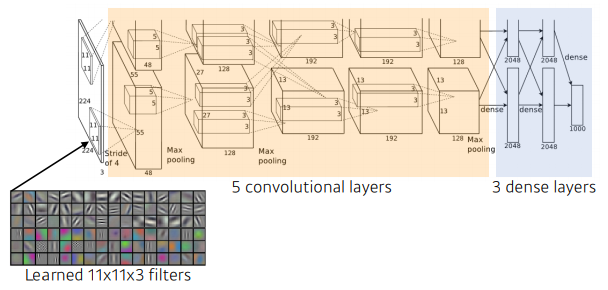 3 3 3
5 3 3 3
11 5
11 48 192 192 128 2048 2048 dense
55
27 13 13 13
224 5 3 3 3
5 3 3 3
11 27 13 13 dense dense
11 55
224 1000
Stride of 4 Max pooling 128 Max pooling 192 192 128 Max pooling 2048 2048
3 48
5 convolutional layers 3 dense layers
Learned 11x11x3 filters